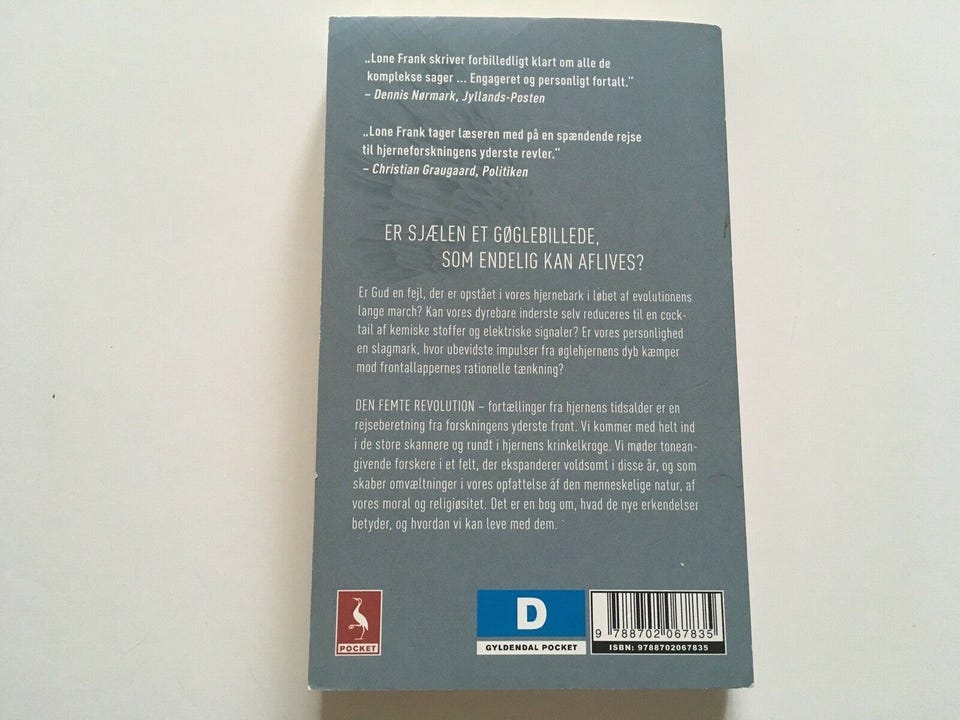 „Lone Frank skriver forbilledligt klart om alle de
komplekse sager ... Engageret og personligt fortalt.“
– Dennis Nørmark, Jyllands-Posten
„Lone Frank tager læseren med på en spændende rejse
til hjerneforskningens yderste revler.“
– Christian Graugaard, Politiken
ER SJÆLEN ET GØGLEBILLEDE,
SOM ENDELIG KAN AFLIVES?
Er Gud en fejl, der er opstået i vores hjernebark i løbet af evolutionens
lange march? Kan vores dyrebare inderste selv reduceres til en cock-
tail af kemiske stoffer og elektriske signaler? Er vores personlighed
en slagmark, hvor ubevidste impulser fra øglehjernens dyb kæmper
mod frontallappernes rationelle tænkning?
DEN FEMTE REVOLUTION – fortællinger fra hjernens tidsalder er en
rejseberetning fra forskningens yderste front. Vi kommer med helt ind
i de store skannere og rundt i hjernens krinkelkroge. Vi møder tonean-
givende forskere i et felt, der ekspanderer voldsomt i disse år, og som
skaber omvæltninger i vores opfattelse af den menneskelige natur, af
vores moral og religiøsitet. Det er en bog om, hvad de nye erkendelser
betyder, og hvordan vi kan leve med dem.
POCKET
D
GYLDENDAL POCKET
9 788702 067835
ISBN: 9788702067835